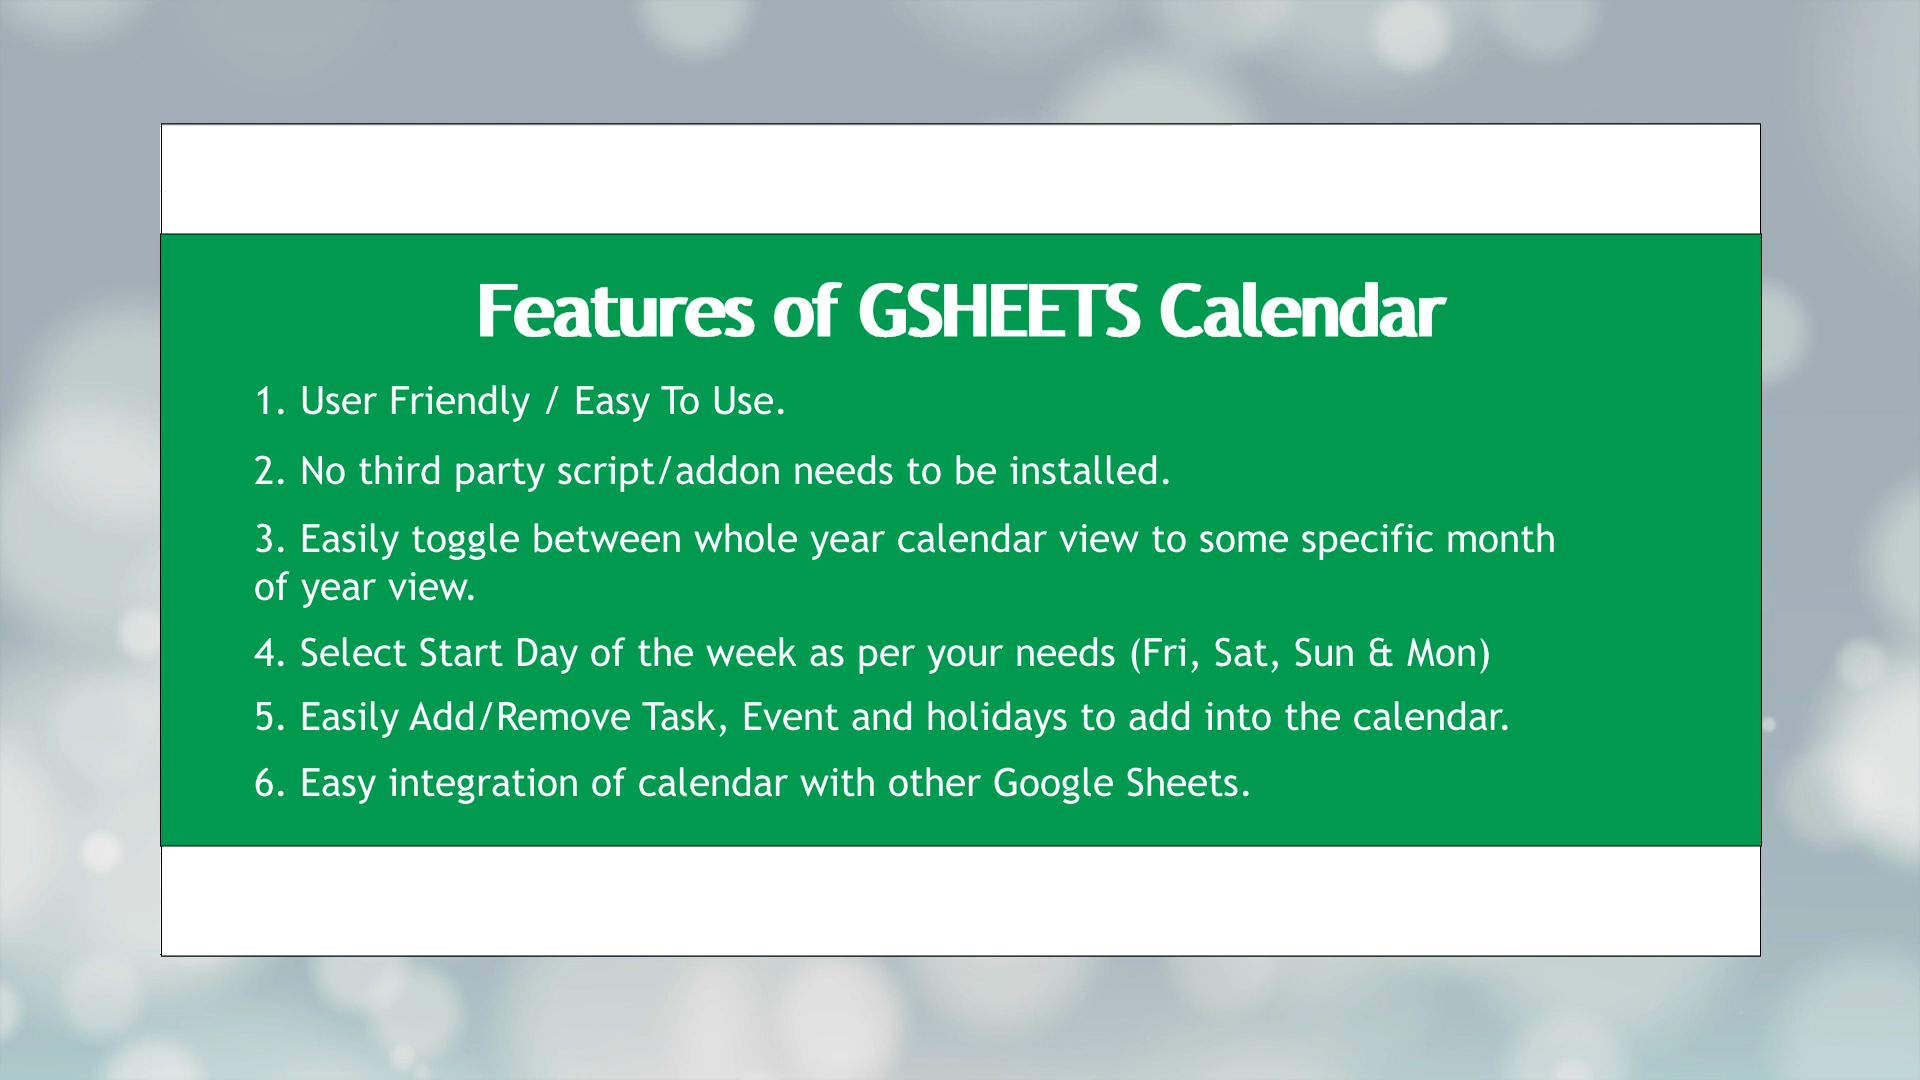 Features of GSHEETS Calendar
1. User Friendly / Easy To Use.
2. No third party script/addon needs to be installed.
3. Easily toggle between whole year calendar view to some specific month
of year view.
4. Select Start Day of the week as per your needs (Fri, Sat, Sun & Mon)
5. Easily Add/Remove Task, Event and holidays to add into the calendar.
6. Easy integration of calendar with other Google Sheets.